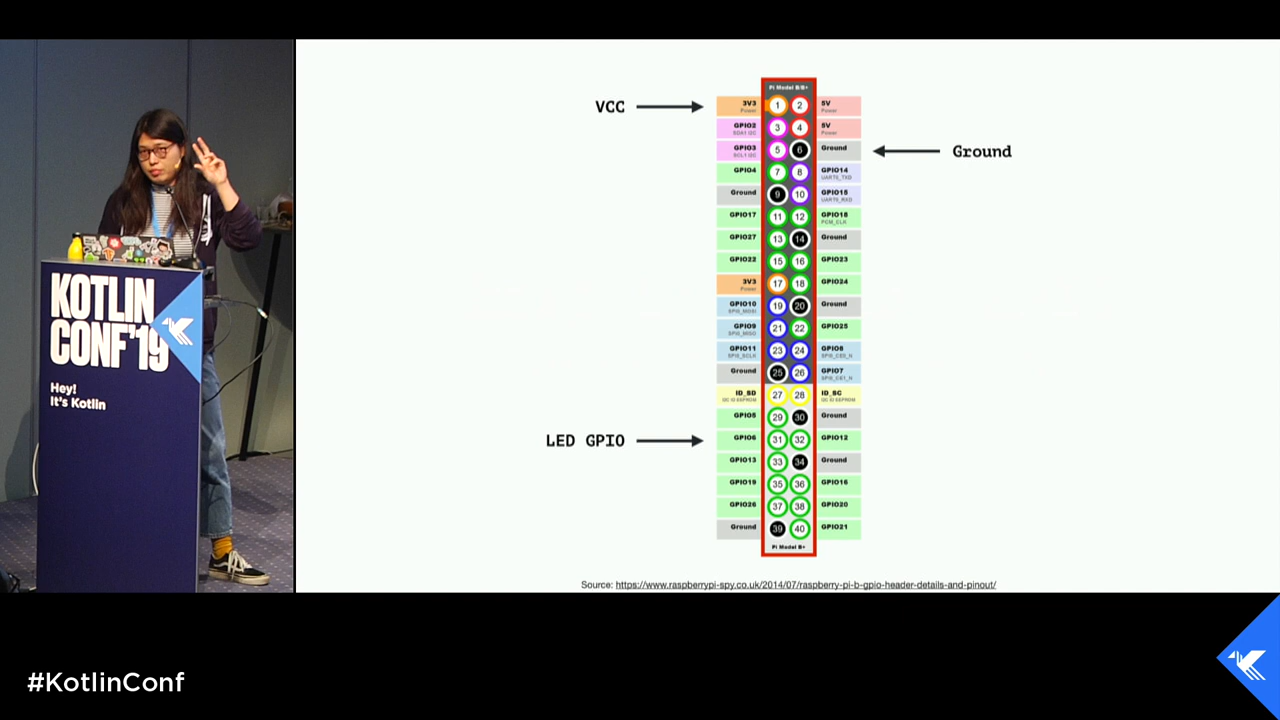 KOTLIN
CONF'19
Hey!
It's Kotlin
Pi Model B/B+
VCC
3V3
Power
1
2
5V
Power
GPIO2
SDA1 I2C
3
4
5V
Power
GPIO3
SCL1 I2C
5
6
Ground
Ground
GPIO4
7
8
GPIO14
UART0_TXD
Ground
9
10
GPIO15
UART0_RXD
GPIO17
11
12
GPIO18
PCM_CLK
GPIO27
13
14
Ground
GPIO22
15
16
GPIO23
3V3
Power
17
18
GPIO24
GPIO10
SPI0_MOSI
19
20
Ground
GPIO9
SPI0_MISO
21
22
GPIO25
GPIO11
SPI0_SCLK
23
24
GPIO8
SPI0_CE0_N
Ground
25
26
GPIO7
SPI0_CE1_N
ID_SD
I2C ID EEPROM
27
28
ID_SC
I2C ID EEPROM
GPIO5
29
30
Ground
LED GPIO
GPIO6
31
32
GPIO12
GPIO13
33
34
Ground
GPIO19
35
36
GPIO16
GPIO26
37
38
GPIO20
Ground
39
40
GPIO21
Pi Model B+
Source: https://www.raspberrypi-spy.co.uk/2014/07/raspberry-pi-b-gpio-header-details-and-pinout/
#KotlinConf